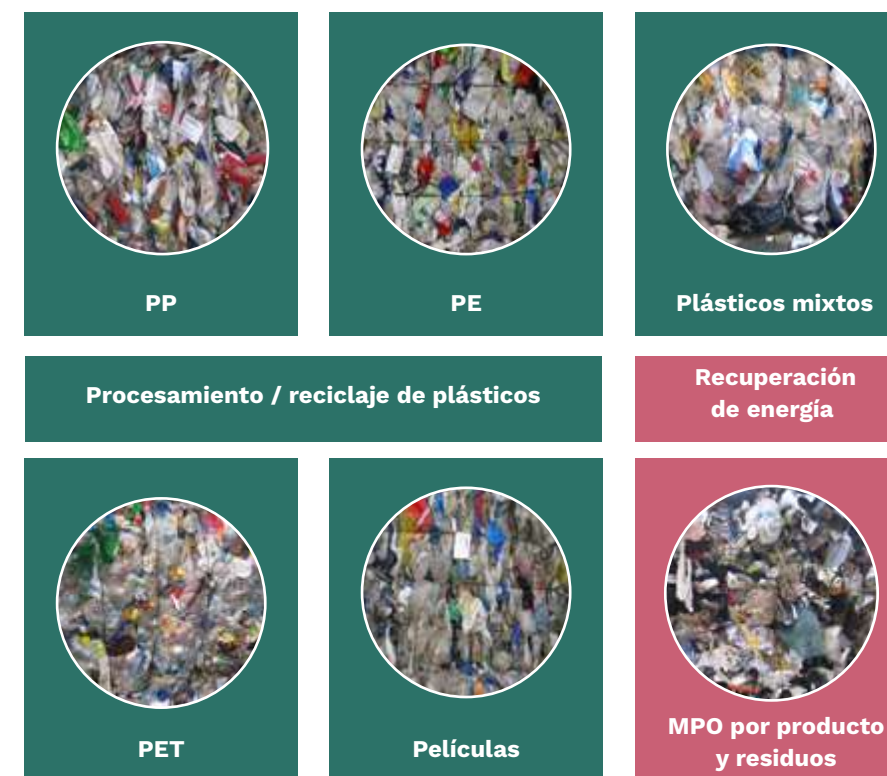 PP
PE
Plásticos mixtos
Procesamiento / reciclaje de plásticos
Recuperación
de energía
PET
Películas
MPO por producto
y residuos